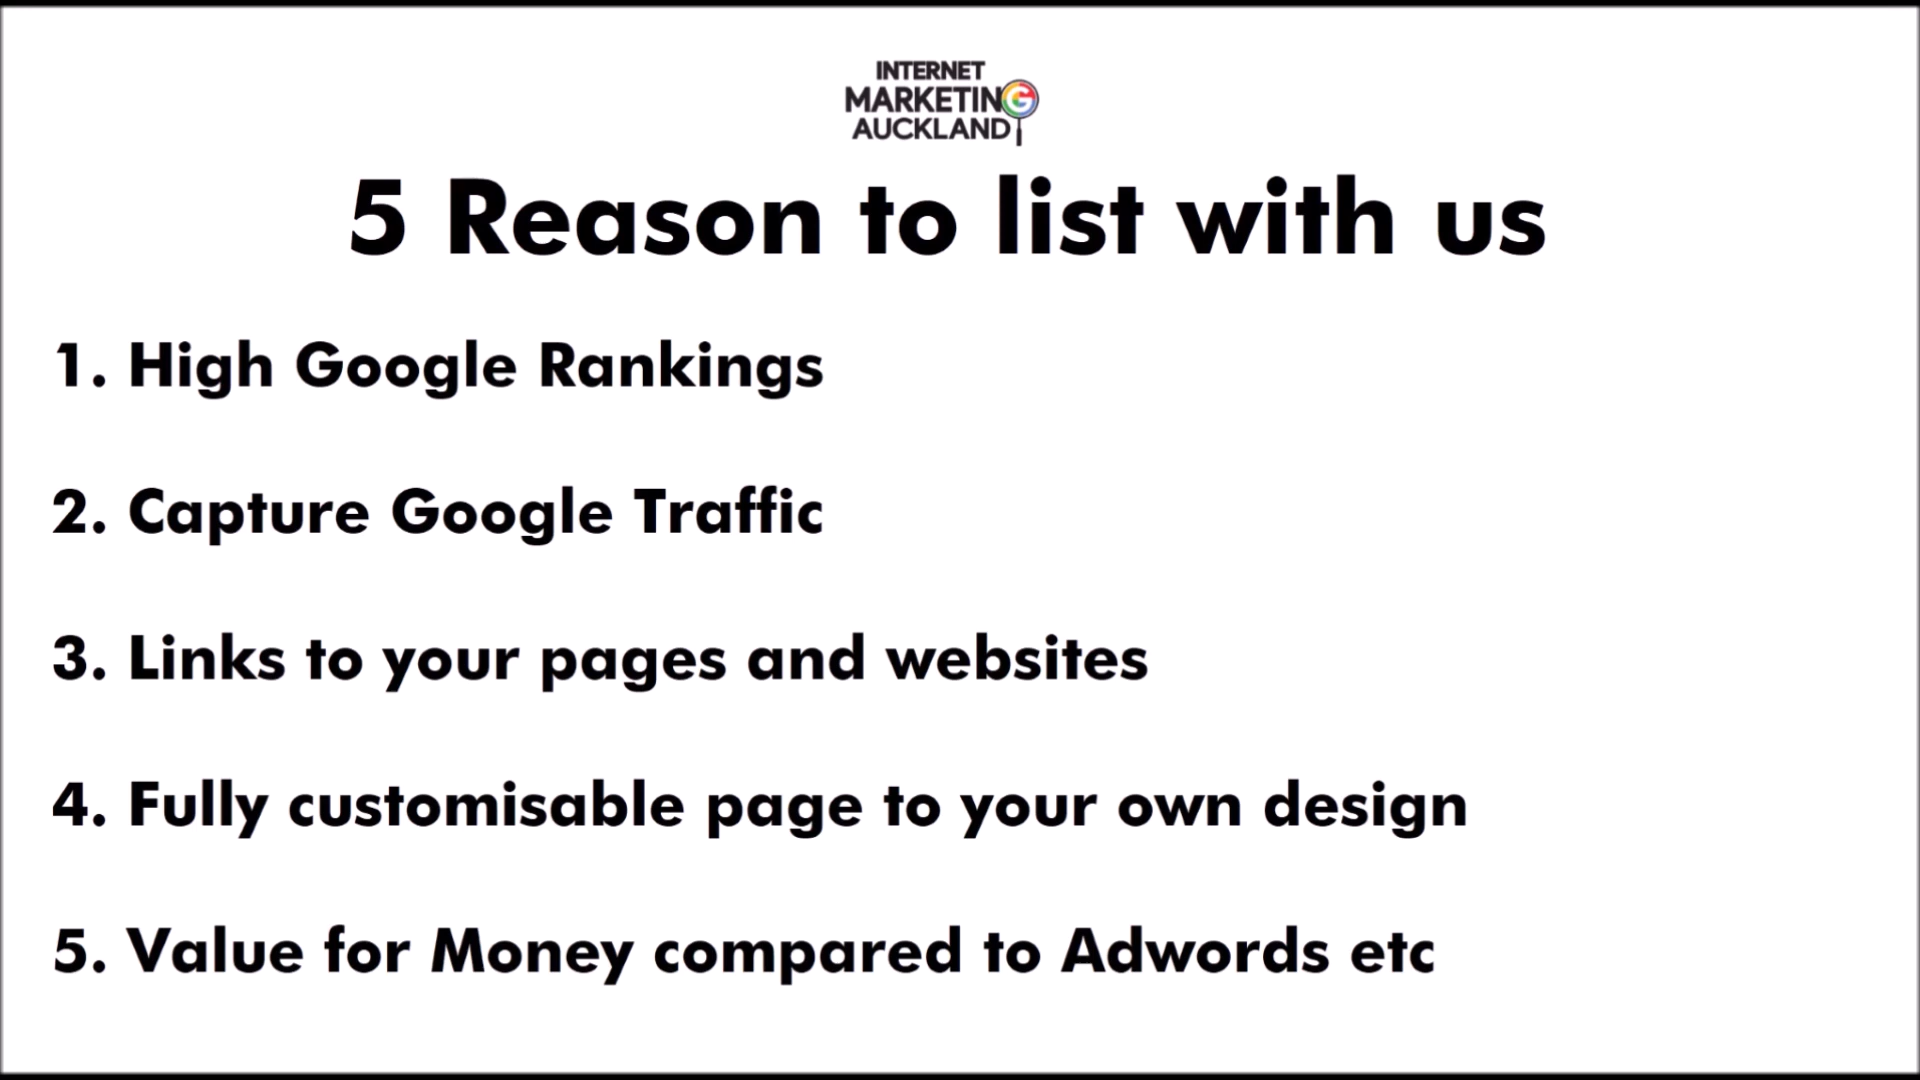 INTERNET
MARKETING
AUCKLAND
5 Reason to list with us
1. High Google Rankings
2. Capture Google Traffic
3. Links to your pages and websites
4. Fully customisable page to your own design
5. Value for Money compared to Adwords etc